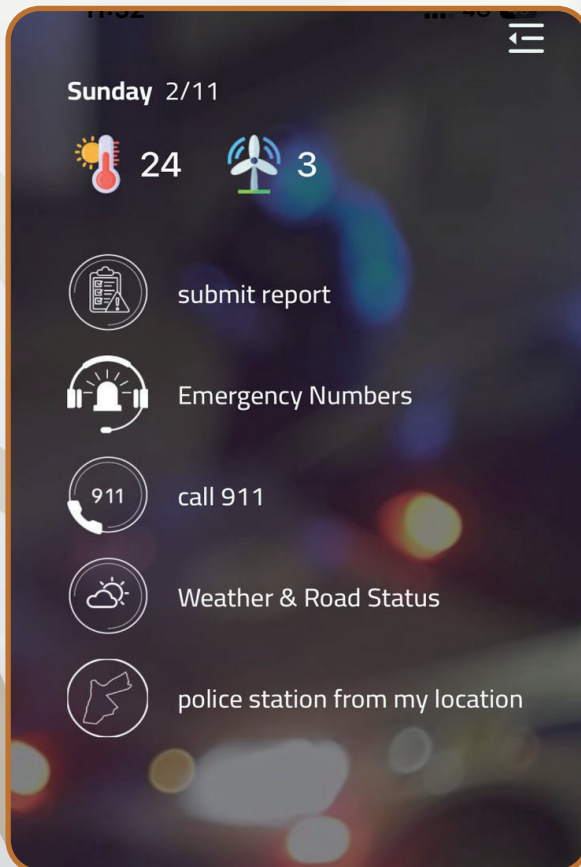 Sunday 2/11
24 3
submit report
Emergency Numbers
911
call 911
Weather & Road Status
police station from my location